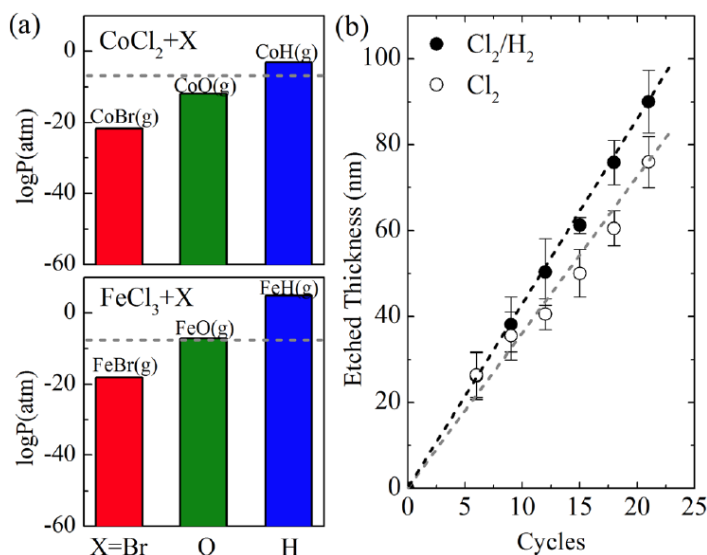 (a)
CoCl₂+X
logP(atm)
0
-20
-40
-60
CoBr(g)
CoO(g)
CoH(g)
FeCl₃+X
logP(atm)
0
-20
-40
-60
FeBr(g)
FeO(g)
FeH(g)
X=Br O H
(b)
Cl₂/H₂
Cl₂
Etched Thickness (nm)
100
80
60
40
20
0
0 5 10 15 20 25
Cycles